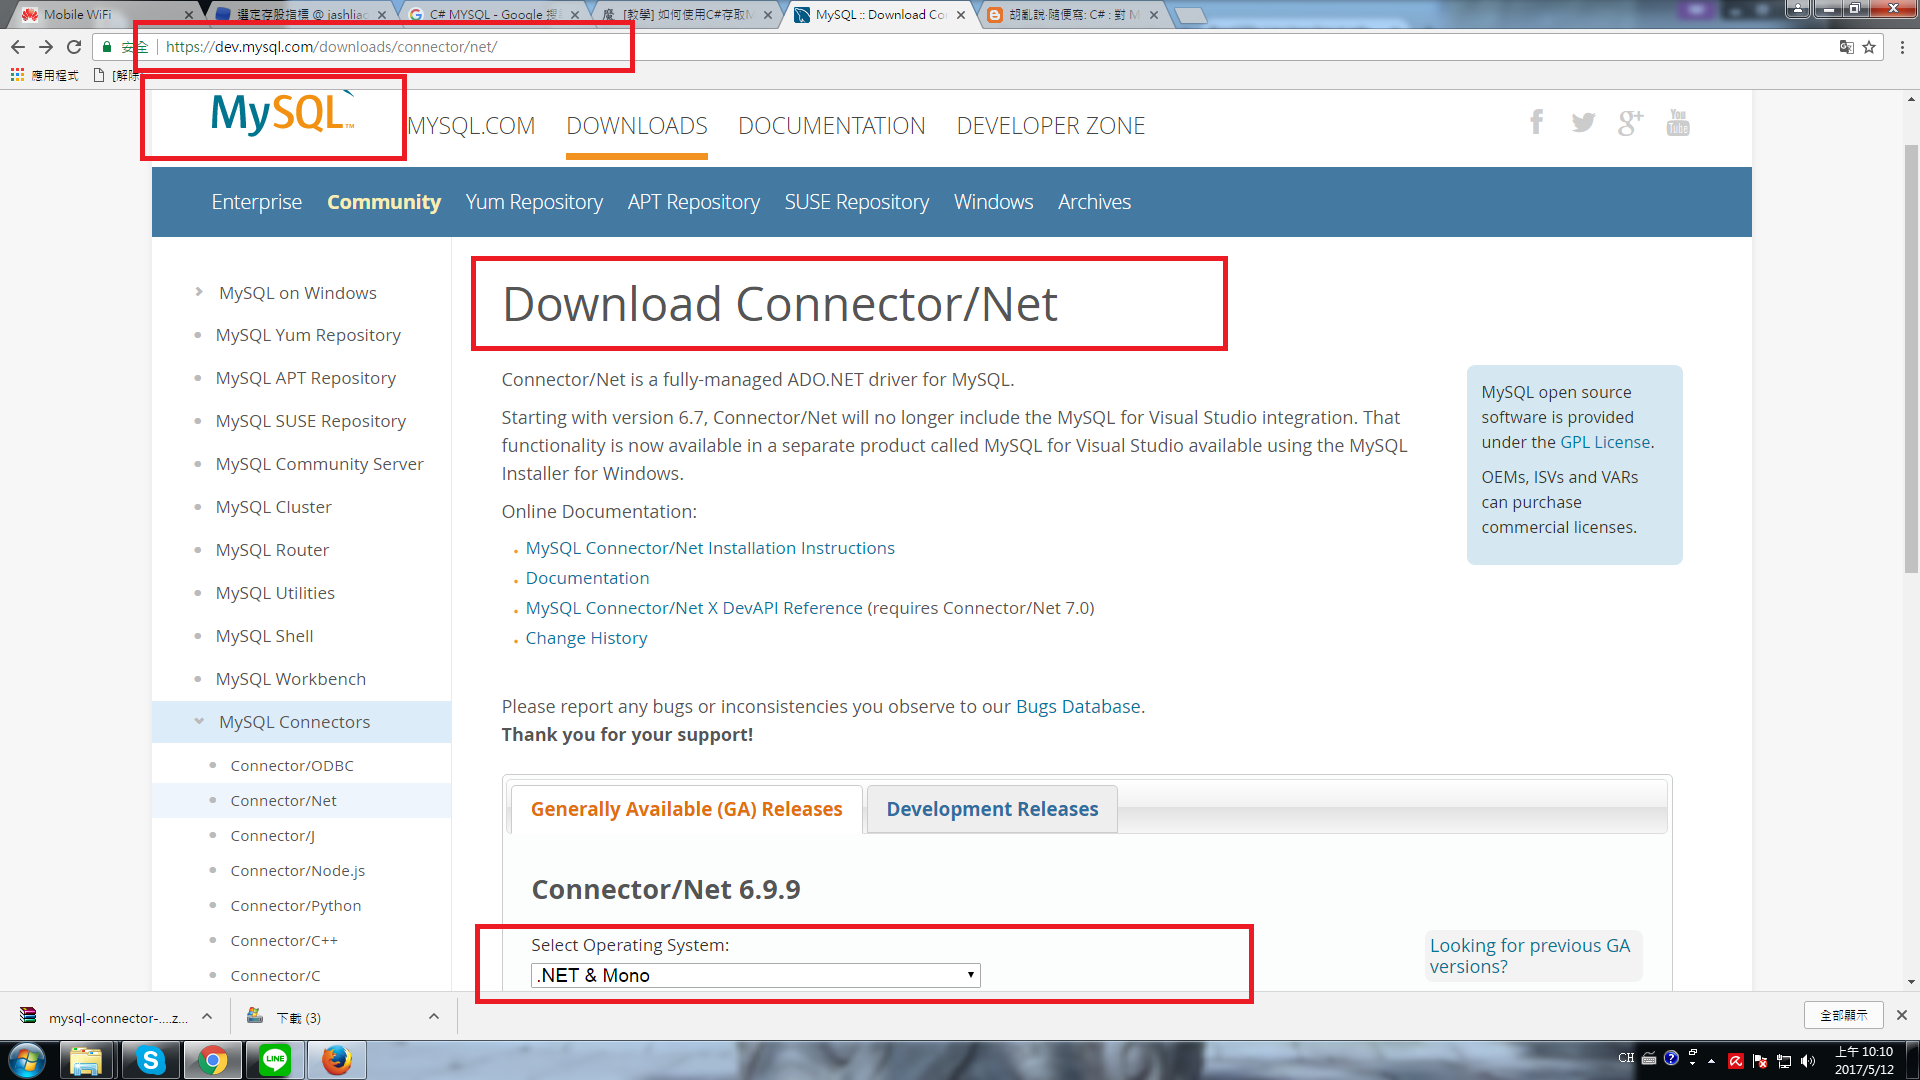 Mobile WiFi
選定存股指標 @ jashliao
C# MYSQL - Google 搜
[教學] 如何使用C#存取M
MySQL :: Download Co
胡亂說‧隨便寫: C# : 對 M
安全 https://dev.mysql.com/downloads/connector/net/
應用程式
[解除
MySQL™
MYSQL.COM
DOWNLOADS
DOCUMENTATION
DEVELOPER ZONE
f
g+
You Tube
Enterprise
Community
Yum Repository
APT Repository
SUSE Repository
Windows
Archives
MySQL on Windows
MySQL Yum Repository
MySQL APT Repository
MySQL SUSE Repository
MySQL Community Server
MySQL Cluster
MySQL Router
MySQL Utilities
MySQL Shell
MySQL Workbench
MySQL Connectors
Connector/ODBC
Connector/Net
Connector/J
Connector/Node.js
Connector/Python
Connector/C++
Connector/C
Download Connector/Net
Connector/Net is a fully-managed ADO.NET driver for MySQL.
Starting with version 6.7, Connector/Net will no longer include the MySQL for Visual Studio integration. That
functionality is now available in a separate product called MySQL for Visual Studio available using the MySQL
Installer for Windows.
Online Documentation:
MySQL Connector/Net Installation Instructions
Documentation
MySQL Connector/Net X DevAPI Reference (requires Connector/Net 7.0)
Change History
Please report any bugs or inconsistencies you observe to our Bugs Database.
Thank you for your support!
MySQL open source
software is provided
under the GPL License.
OEMs, ISVs and VARs
can purchase
commercial licenses.
Generally Available (GA) Releases
Development Releases
Connector/Net 6.9.9
Select Operating System:
.NET & Mono
Looking for previous GA
versions?
mysql-connector-....z...
下載 (3)
全部顯示
LINE
CH
上午 10:10
2017/5/12